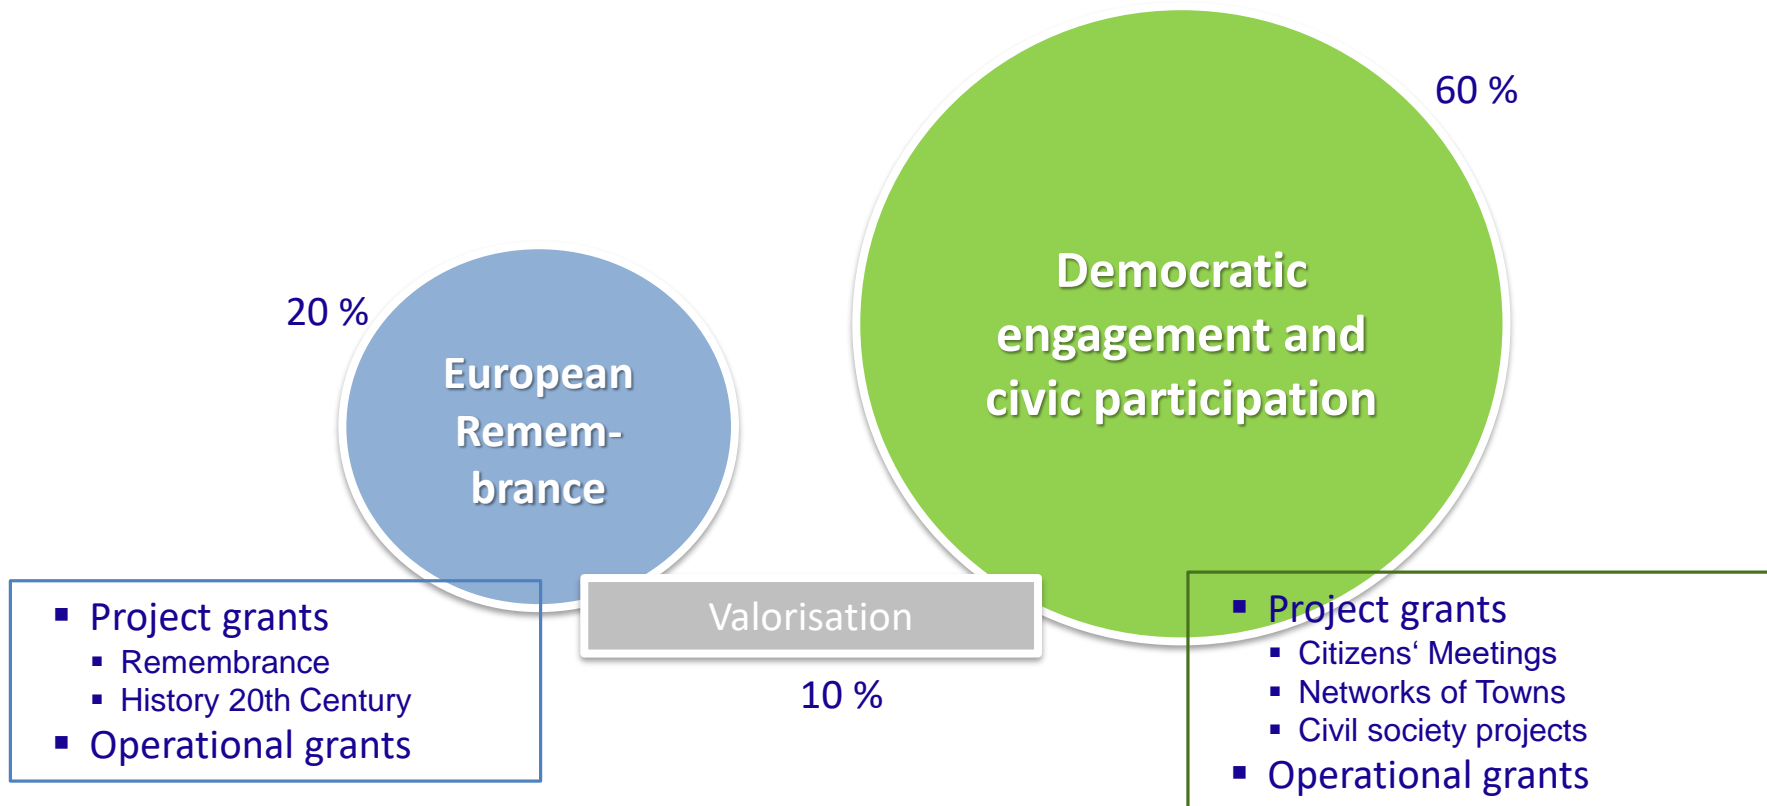 60 %
Democratic
engagement and
civic participation
20 %
European
Remem-
brance
▪ Project grants
▪ Remembrance
▪ History 20th Century
▪ Operational grants
Valorisation
10 %
▪ Project grants
▪ Citizens‘ Meetings
▪ Networks of Towns
▪ Civil society projects
▪ Operational grants